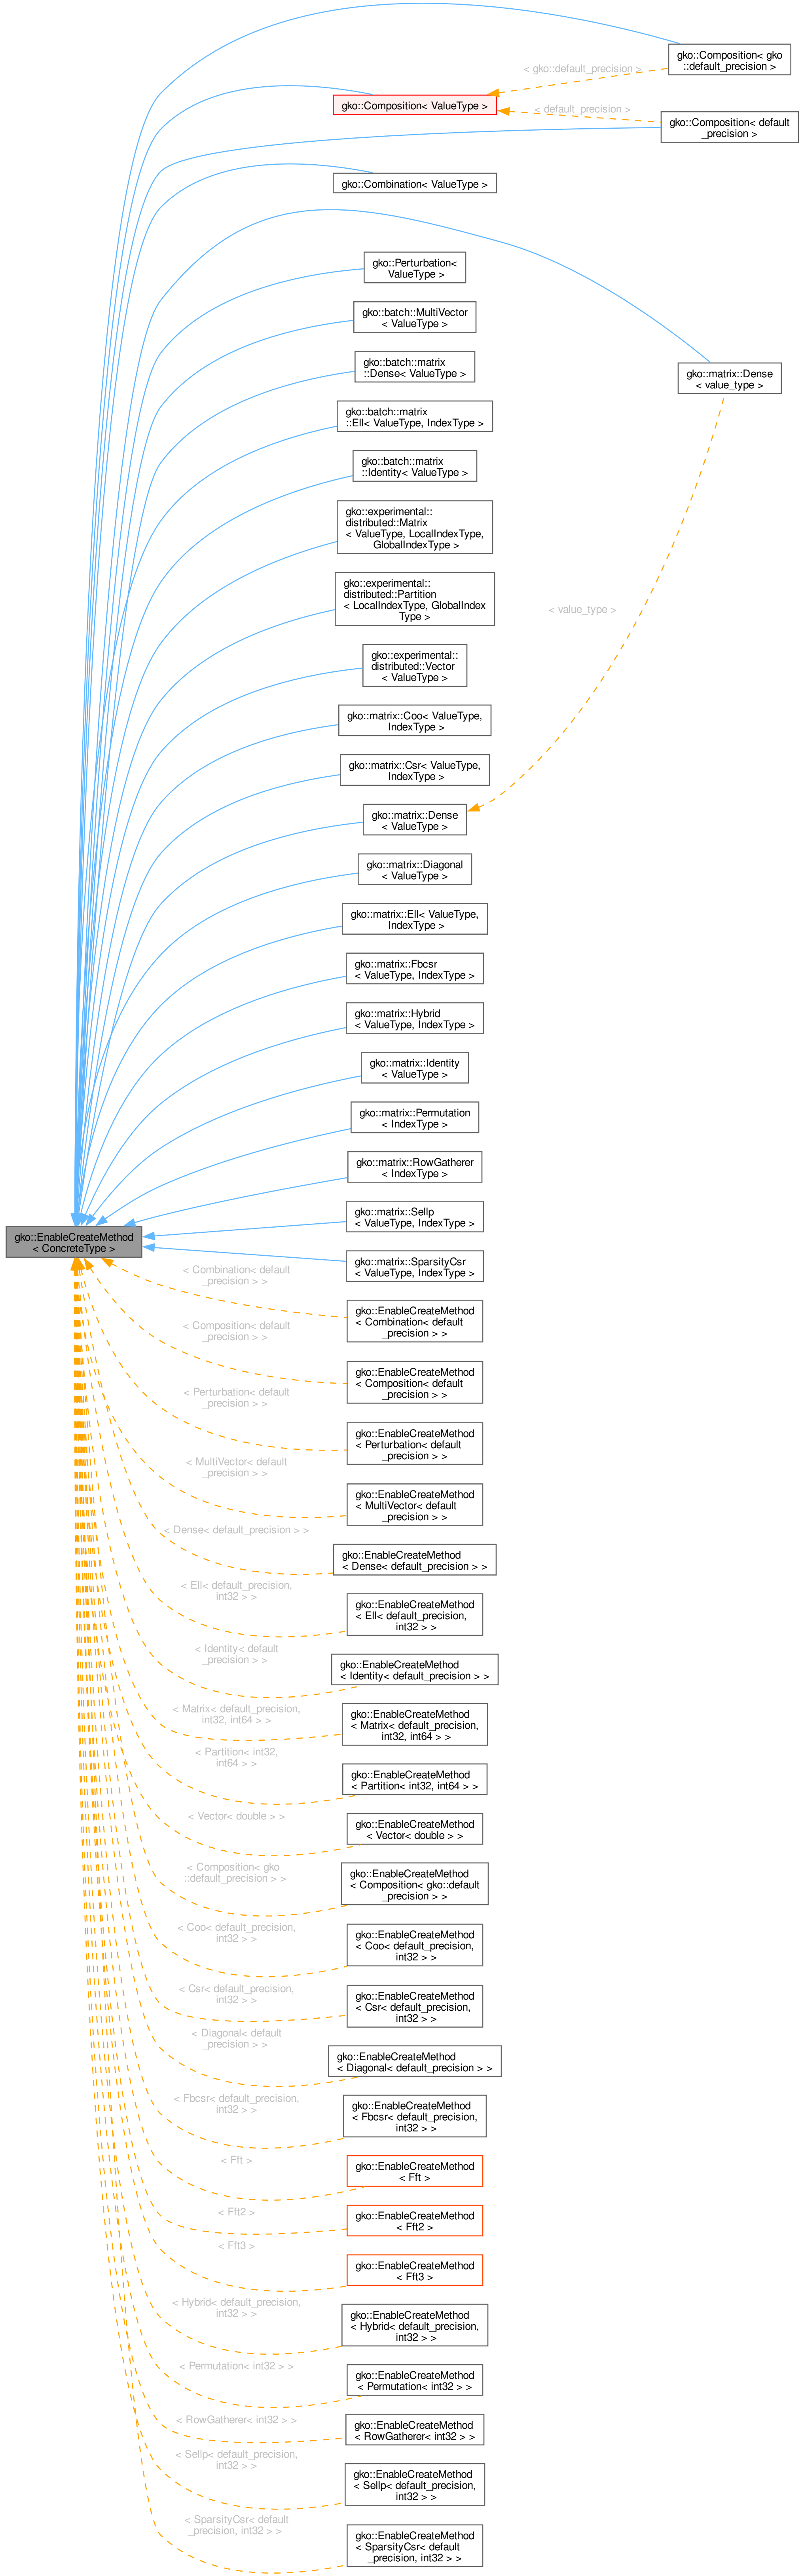 gko::Composition< gko
::default_precision >
< gko::default_precision >
gko::Composition< ValueType >
< default_precision >
gko::Composition< default
_precision >
gko::Combination< ValueType >
gko::Perturbation<
ValueType >
gko::batch::MultiVector
< ValueType >
gko::batch::matrix
::Dense< ValueType >
gko::matrix::Dense
< value_type >
gko::batch::matrix
::Ell< ValueType, IndexType >
gko::batch::matrix
::Identity< ValueType >
gko::experimental::
distributed::Matrix
< ValueType, LocalIndexType,
GlobalIndexType >
gko::experimental::
distributed::Partition
< LocalIndexType, GlobalIndex
Type >
< value_type >
gko::experimental::
distributed::Vector
< ValueType >
gko::matrix::Coo< ValueType,
IndexType >
gko::matrix::Csr< ValueType,
IndexType >
gko::matrix::Dense
< ValueType >
gko::matrix::Diagonal
< ValueType >
gko::matrix::Ell< ValueType,
IndexType >
gko::matrix::Fbcsr
< ValueType, IndexType >
gko::matrix::Hybrid
< ValueType, IndexType >
gko::matrix::Identity
< ValueType >
gko::matrix::Permutation
< IndexType >
gko::matrix::RowGatherer
< IndexType >
gko::matrix::Sellp
< ValueType, IndexType >
gko::EnableCreateMethod
< ConcreteType >
gko::matrix::SparsityCsr
< ValueType, IndexType >
< Combination< default
_precision > >
gko::EnableCreateMethod
< Combination< default
_precision > >
< Composition< default
_precision > >
gko::EnableCreateMethod
< Composition< default
_precision > >
< Perturbation< default
_precision > >
gko::EnableCreateMethod
< Perturbation< default
_precision > >
< MultiVector< default
_precision > >
gko::EnableCreateMethod
< MultiVector< default
_precision > >
< Dense< default_precision > >
gko::EnableCreateMethod
< Dense< default_precision > >
< Ell< default_precision,
int32 > >
gko::EnableCreateMethod
< Ell< default_precision,
int32 > >
< Identity< default
_precision > >
gko::EnableCreateMethod
< Identity< default_precision > >
< Matrix< default_precision,
int32, int64 > >
gko::EnableCreateMethod
< Matrix< default_precision,
int32, int64 > >
< Partition< int32,
int64 > >
gko::EnableCreateMethod
< Partition< int32, int64 > >
< Vector< double > >
gko::EnableCreateMethod
< Vector< double > >
< Composition< gko
::default_precision > >
gko::EnableCreateMethod
< Composition< gko::default
_precision > >
< Coo< default_precision,
int32 > >
gko::EnableCreateMethod
< Coo< default_precision,
int32 > >
< Csr< default_precision,
int32 > >
gko::EnableCreateMethod
< Csr< default_precision,
int32 > >
< Diagonal< default
_precision > >
gko::EnableCreateMethod
< Diagonal< default_precision > >
< Fbcsr< default_precision,
int32 > >
gko::EnableCreateMethod
< Fbcsr< default_precision,
int32 > >
< Fft >
gko::EnableCreateMethod
< Fft >
< Fft2 >
gko::EnableCreateMethod
< Fft2 >
< Fft3 >
gko::EnableCreateMethod
< Fft3 >
< Hybrid< default_precision,
int32 > >
gko::EnableCreateMethod
< Hybrid< default_precision,
int32 > >
< Permutation< int32 > >
gko::EnableCreateMethod
< Permutation< int32 > >
< RowGatherer< int32 > >
gko::EnableCreateMethod
< RowGatherer< int32 > >
< Sellp< default_precision,
int32 > >
gko::EnableCreateMethod
< Sellp< default_precision,
int32 > >
< SparsityCsr< default
_precision, int32 > >
gko::EnableCreateMethod
< SparsityCsr< default
_precision, int32 > >